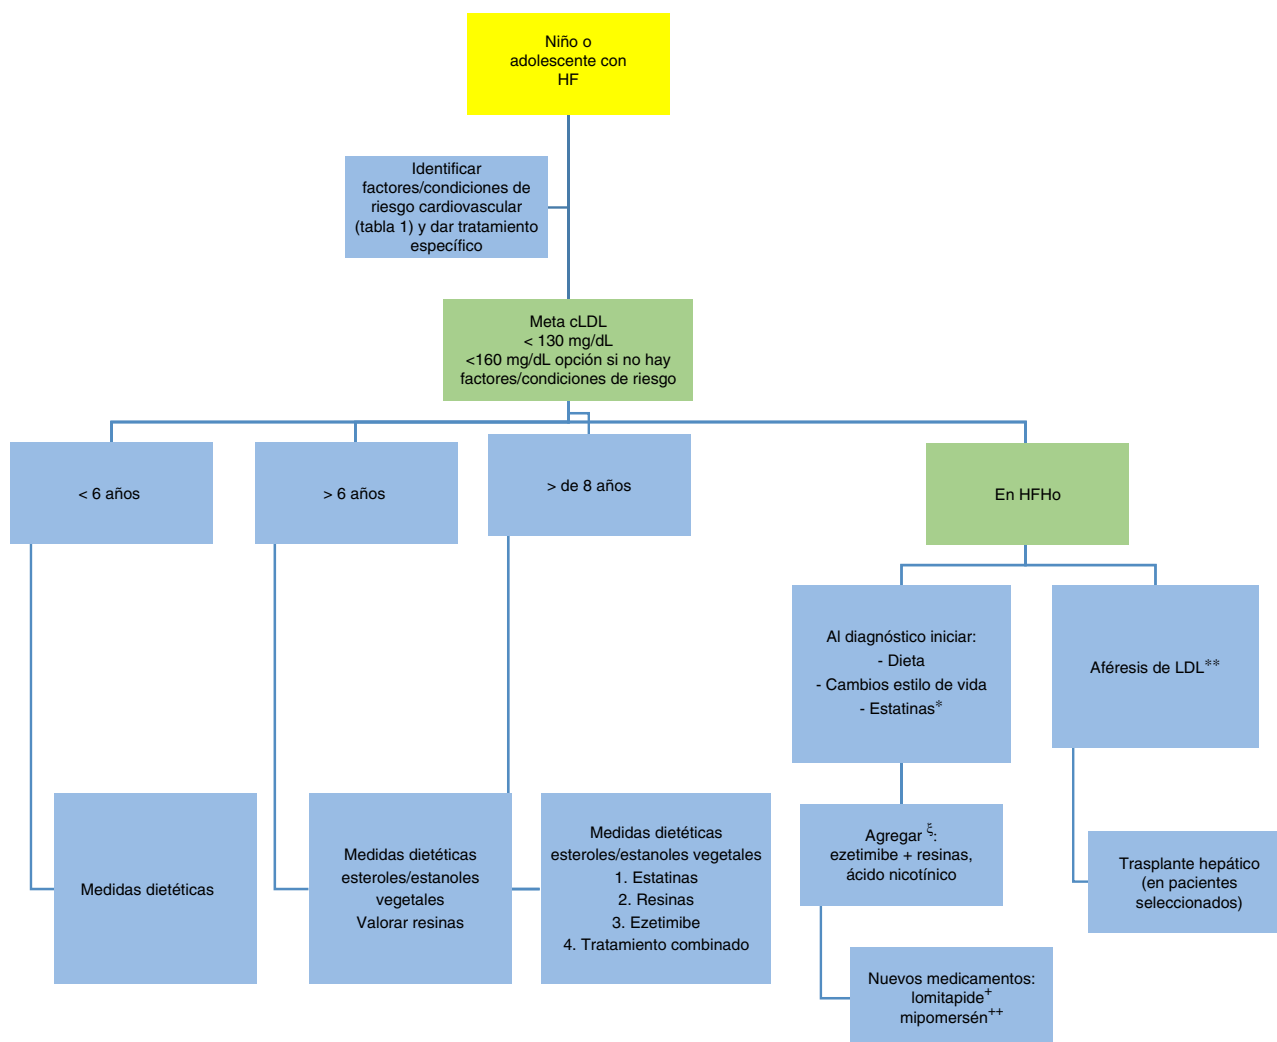 Niño o
adolescente con
HF
Identificar
factores/condiciones de
riesgo cardiovascular
(tabla 1) y dar tratamiento
específico
Meta cLDL
< 130 mg/dL
<160 mg/dL opción si no hay
factores/condiciones de riesgo
< 6 años
> 6 años
> de 8 años
En HFHo
Al diagnóstico iniciar:
- Dieta
- Cambios estilo de vida
- Estatinas*
Aféresis de LDL**
Medidas dietéticas
Medidas dietéticas
esteroles/estanoles
vegetales
Valorar resinas
Medidas dietéticas
esteroles/estanoles vegetales
1. Estatinas
2. Resinas
3. Ezetimibe
4. Tratamiento combinado
Agregar ξ:
ezetimibe + resinas,
ácido nicotínico
Trasplante hepático
(en pacientes
seleccionados)
Nuevos medicamentos:
lomitapide+
mipomersén++